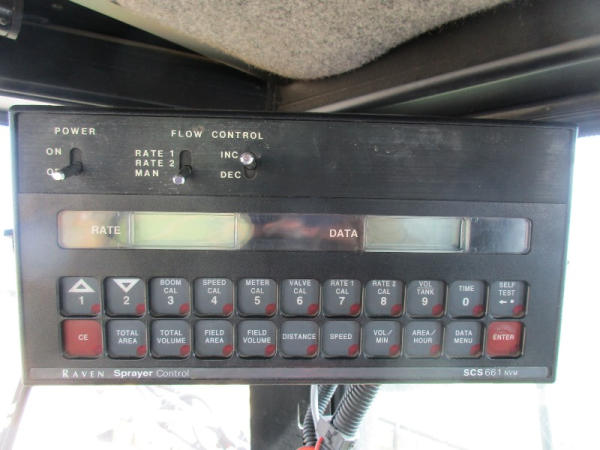 POWER FLOW CONTROL
ON RATE 1 INC
RATE 2
OFF MAN DEC
RATE DATA
BOOM CAL SPEED CAL METER CAL VALVE CAL RATE 1 CAL RATE 2 CAL VOL TANK TIME SELF TEST
1 2 3 4 5 6 7 8 9 0
CE TOTAL AREA TOTAL VOLUME FIELD AREA FIELD VOLUME DISTANCE SPEED VOL/MIN AREA/HOUR DATA MENU ENTER
RAVEN Sprayer Control SCS 661 NVM